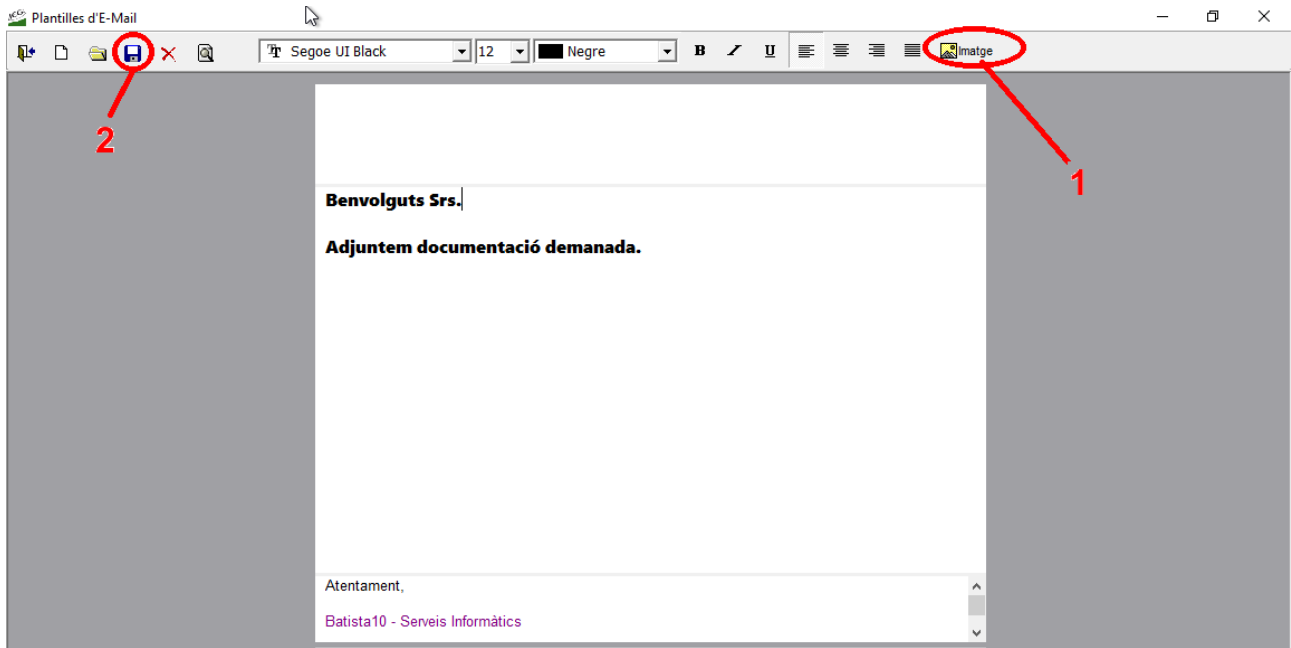 JCG Plantilles d'E-Mail
Segoe UI Black 12 Negre B I U Imatge
2
1
Benvolguts Srs.
Adjuntem documentació demanada.
Atentament,
Batista10 - Serveis Informàtics